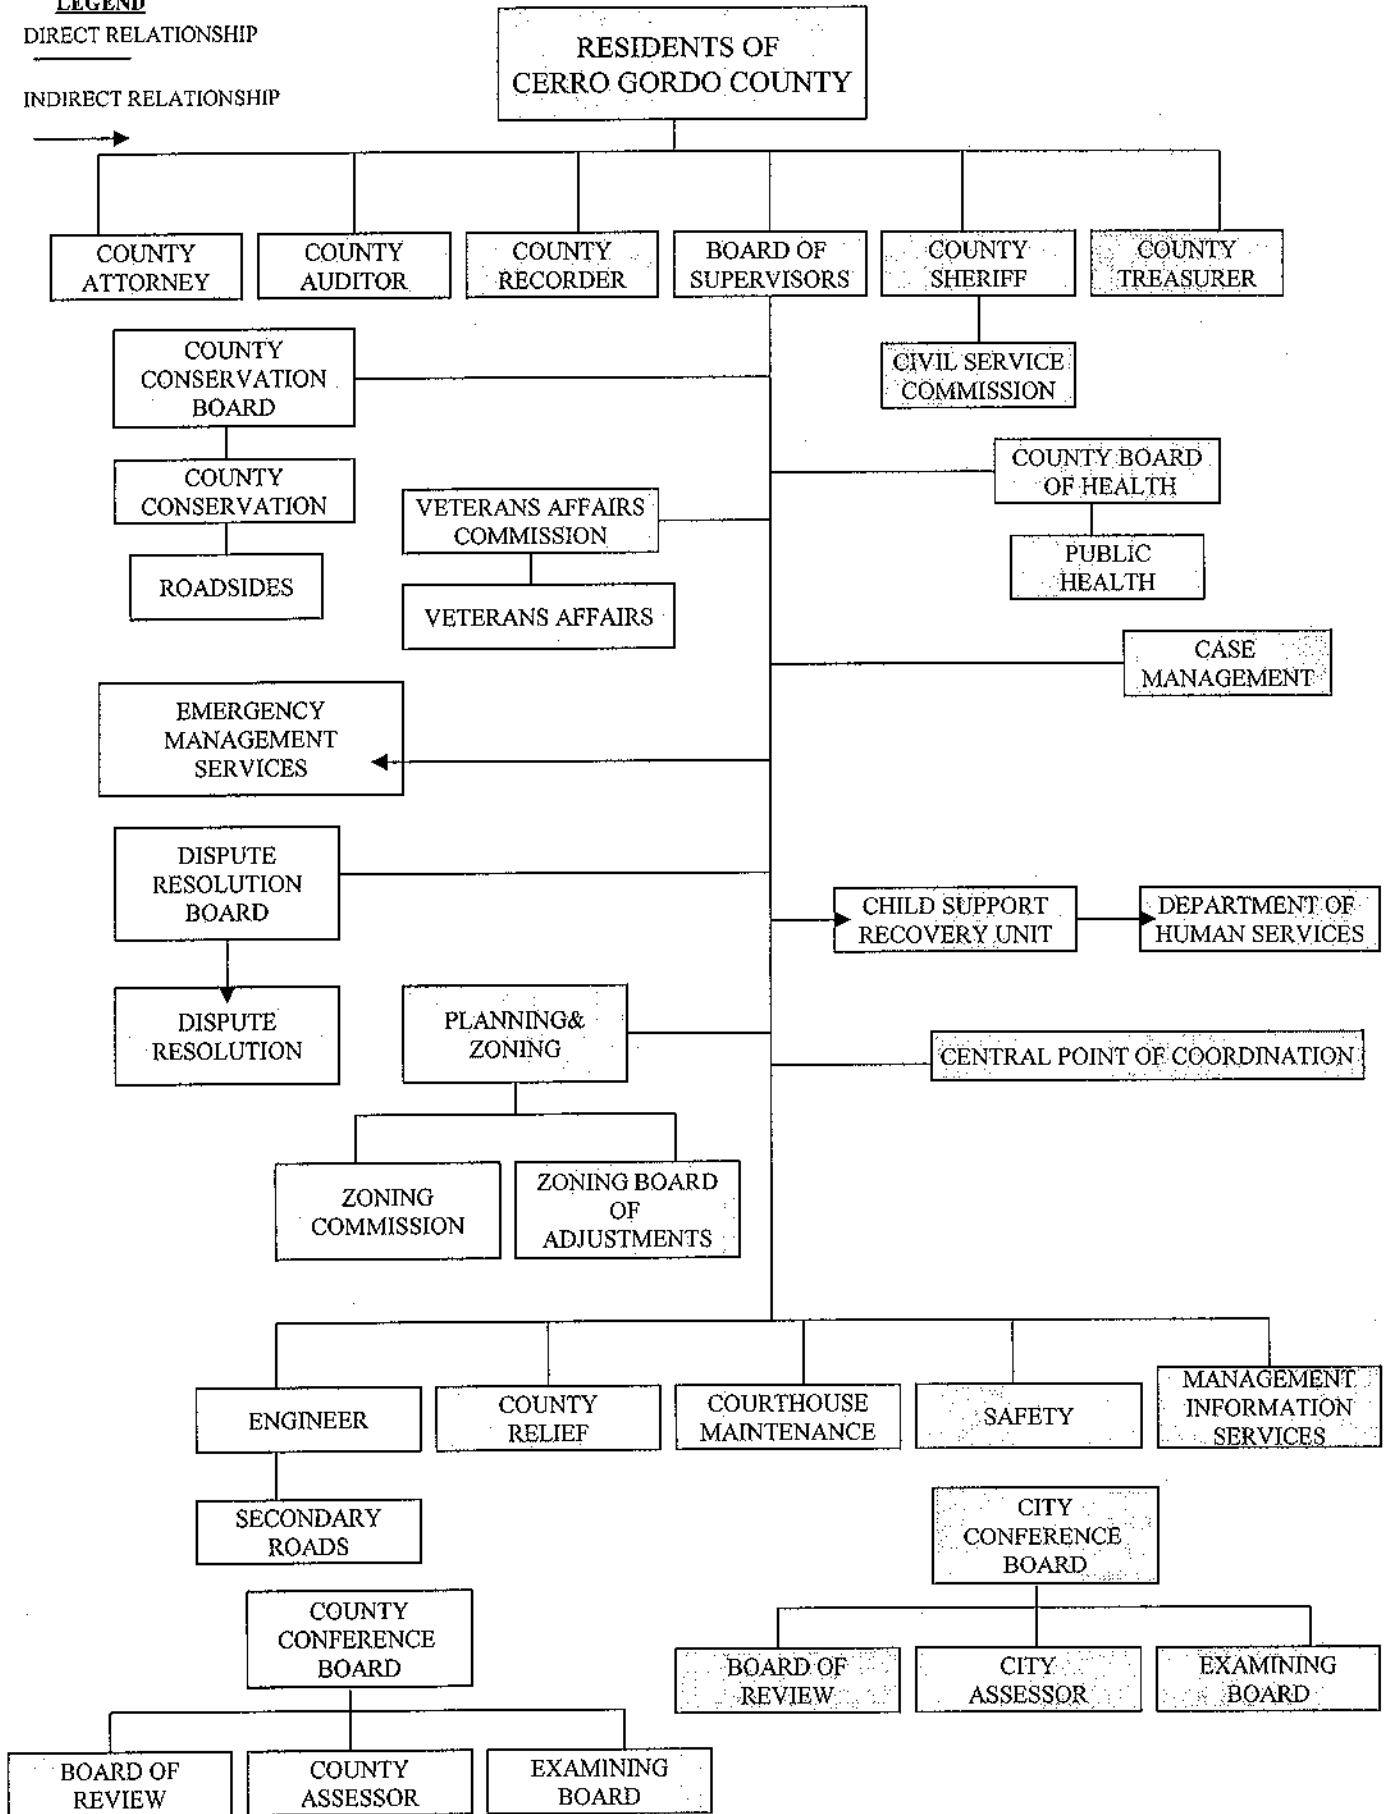 LEGEND
DIRECT RELATIONSHIP
INDIRECT RELATIONSHIP
RESIDENTS OF
CERRO GORDO COUNTY
COUNTY
ATTORNEY
COUNTY
AUDITOR
COUNTY
RECORDER
BOARD OF
SUPERVISORS
COUNTY
SHERIFF
COUNTY
TREASURER
COUNTY
CONSERVATION
BOARD
CIVIL SERVICE
COMMISSION
COUNTY
CONSERVATION
VETERANS AFFAIRS
COMMISSION
COUNTY BOARD
OF HEALTH
ROADSIDES
VETERANS AFFAIRS
PUBLIC
HEALTH
CASE
MANAGEMENT
EMERGENCY
MANAGEMENT
SERVICES
DISPUTE
RESOLUTION
BOARD
CHILD SUPPORT
RECOVERY UNIT
DEPARTMENT OF
HUMAN SERVICES
DISPUTE
RESOLUTION
PLANNING&
ZONING
CENTRAL POINT OF COORDINATION
ZONING
COMMISSION
ZONING BOARD
OF
ADJUSTMENTS
ENGINEER
COUNTY
RELIEF
COURTHOUSE
MAINTENANCE
SAFETY
MANAGEMENT
INFORMATION
SERVICES
SECONDARY
ROADS
CITY
CONFERENCE
BOARD
COUNTY
CONFERENCE
BOARD
BOARD OF
REVIEW
CITY
ASSESSOR
EXAMINING
BOARD
BOARD OF
REVIEW
COUNTY
ASSESSOR
EXAMINING
BOARD